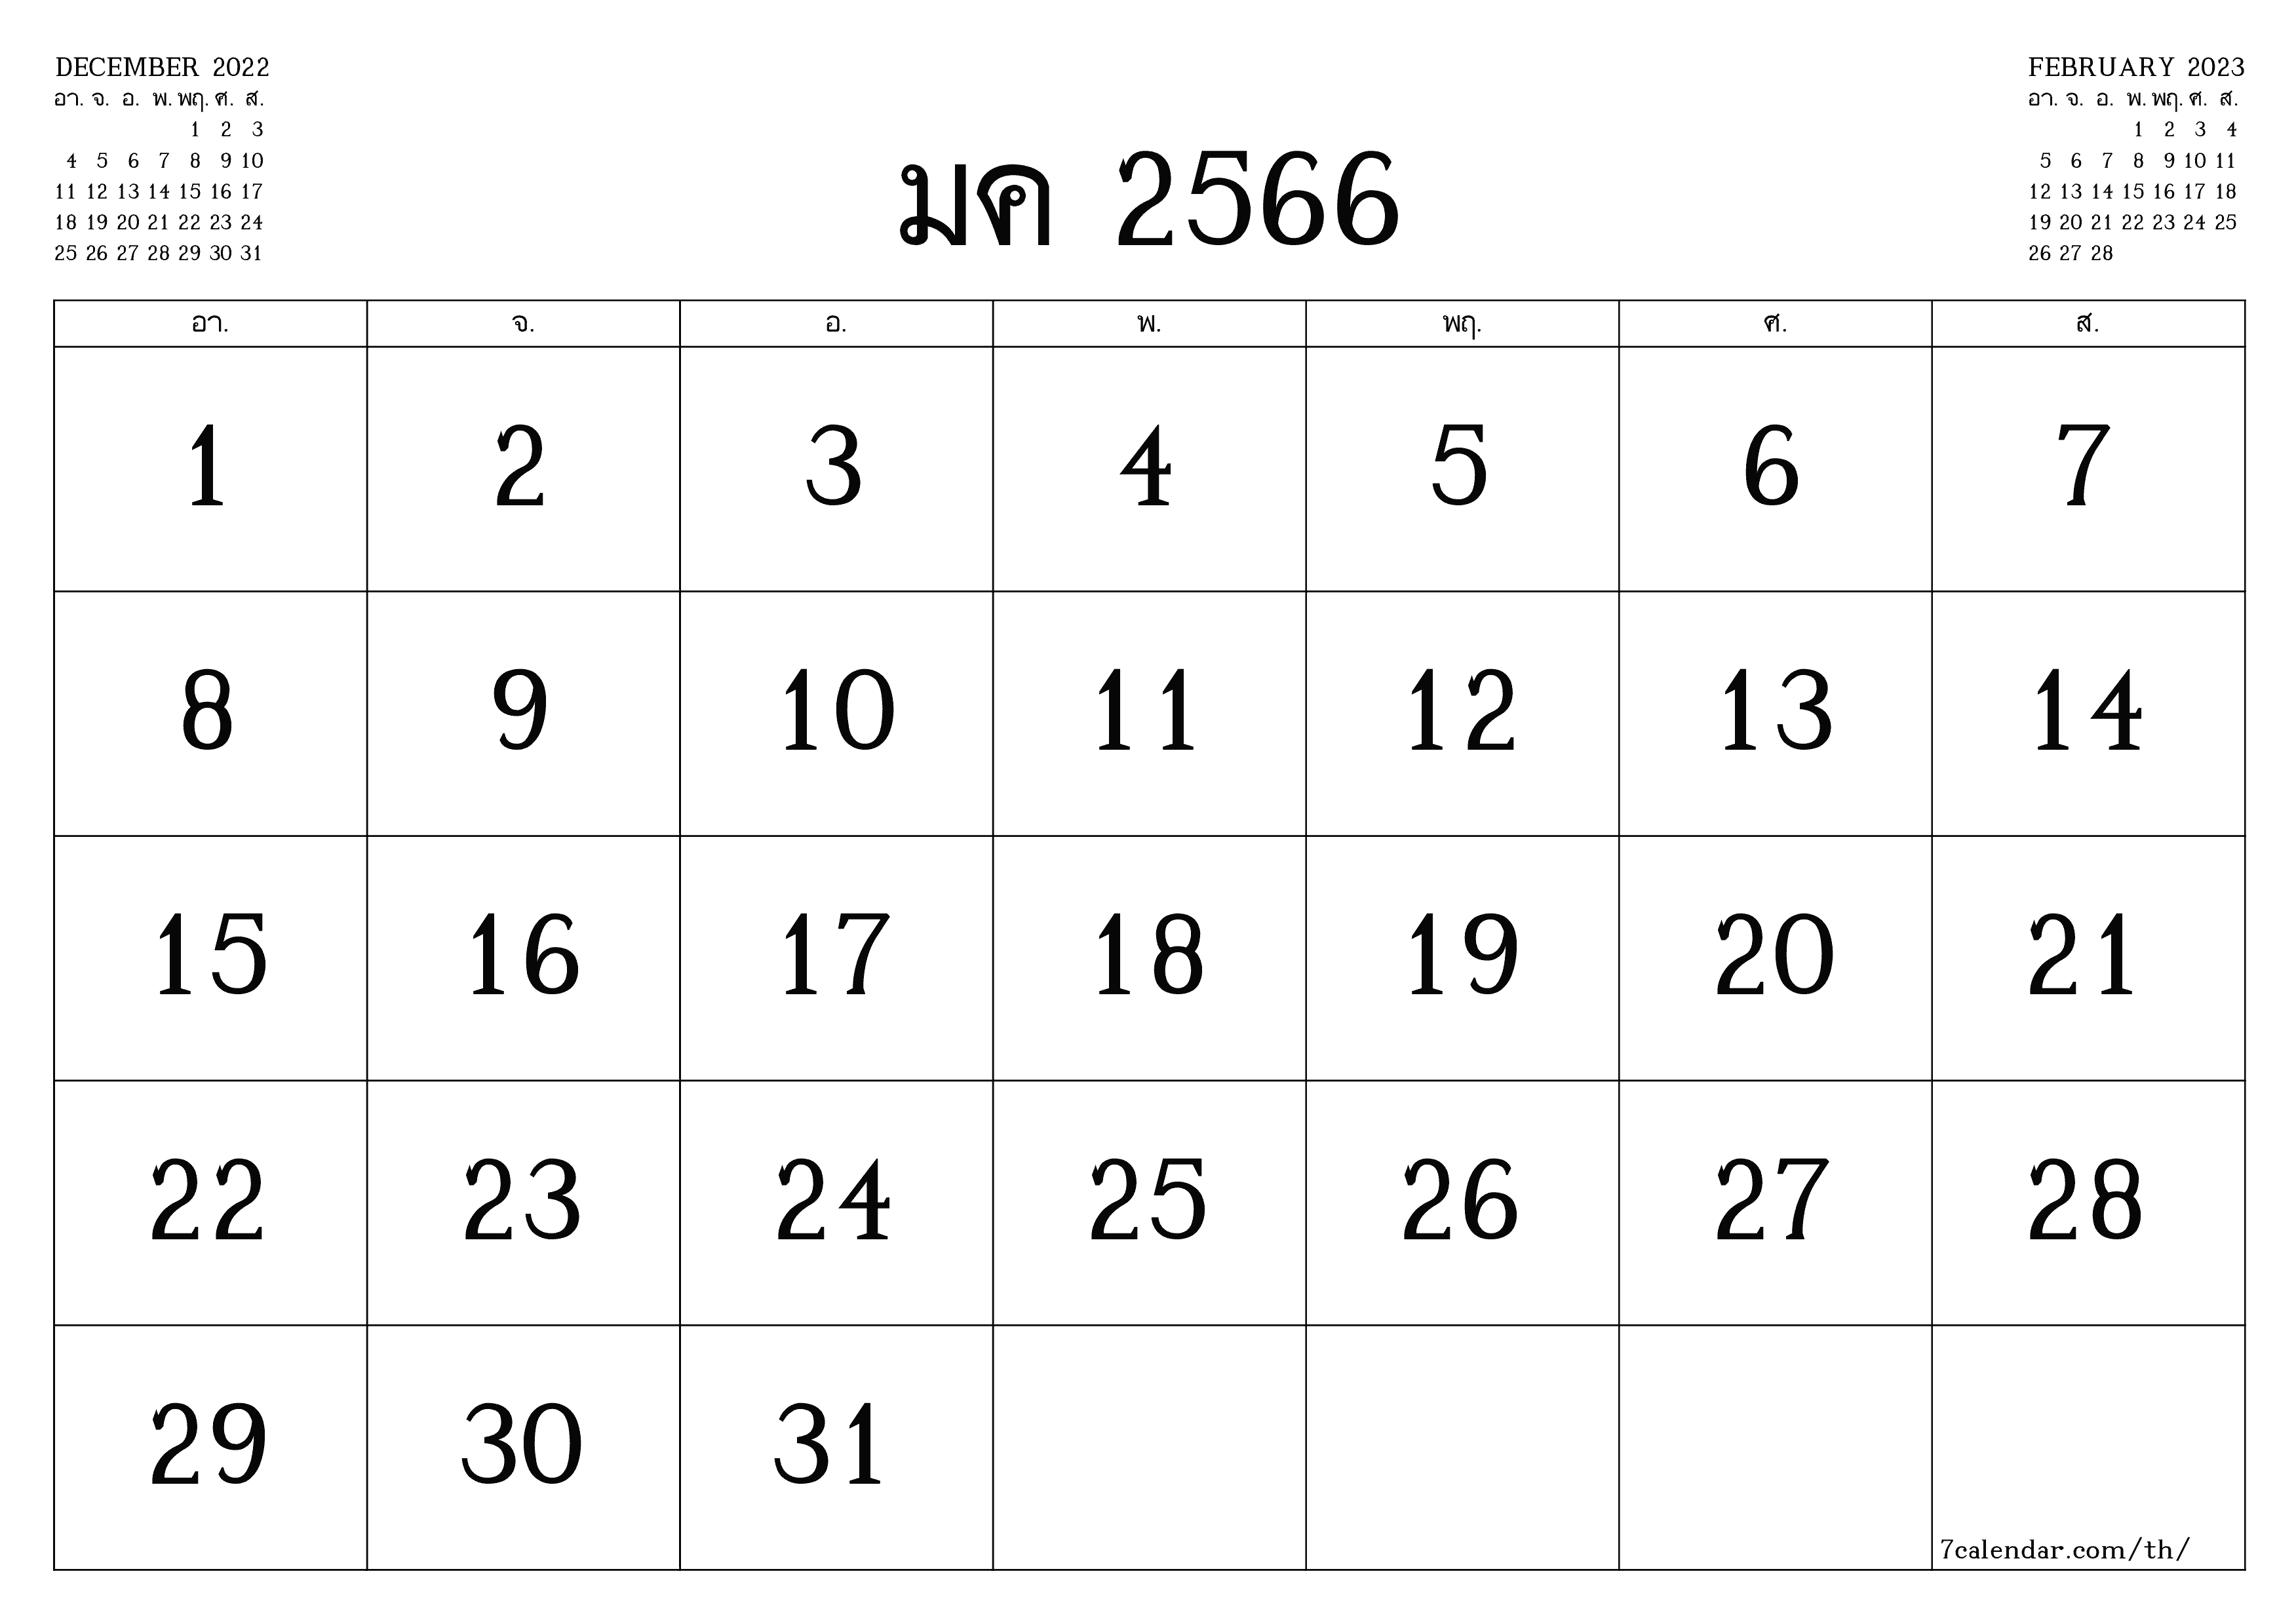 DECEMBER 2022
อา. จ. อ. พ. พฤ. ศ. ส.
1 2 3
4 5 6 7 8 9 10
11 12 13 14 15 16 17
18 19 20 21 22 23 24
25 26 27 28 29 30 31
มค 2566
FEBRUARY 2023
อา. จ. อ. พ. พฤ. ศ. ส.
1 2 3 4
5 6 7 8 9 10 11
12 13 14 15 16 17 18
19 20 21 22 23 24 25
26 27 28
อา. จ. อ. พ. พฤ. ศ. ส.
1 2 3 4 5 6 7
8 9 10 11 12 13 14
15 16 17 18 19 20 21
22 23 24 25 26 27 28
29 30 31
7calendar.com/th/